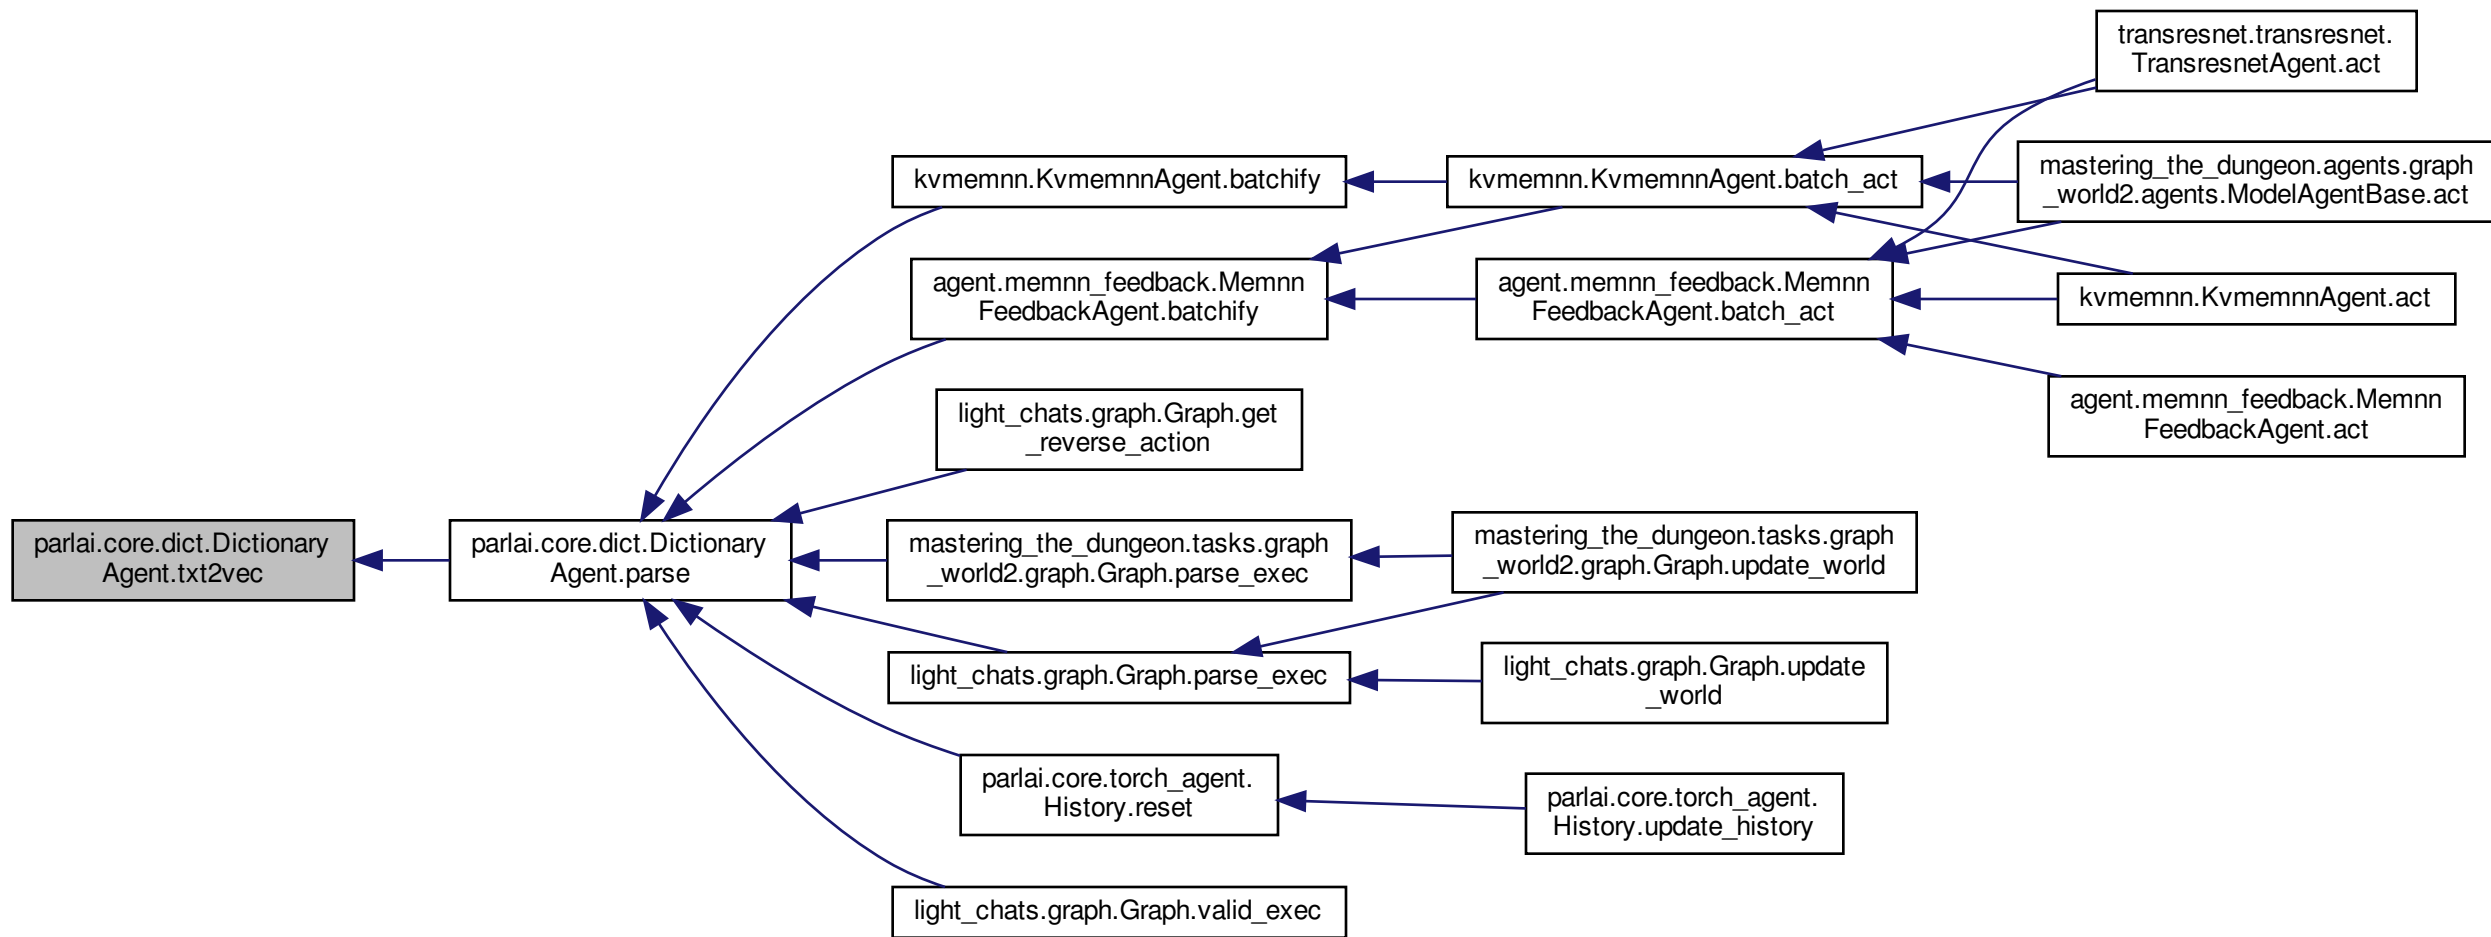 transresnet.transresnet.
TransresnetAgent.act
kvmemnn.KvmemnnAgent.batchify
kvmemnn.KvmemnnAgent.batch_act
mastering_the_dungeon.agents.graph
_world2.agents.ModelAgentBase.act
agent.memnn_feedback.Memnn
FeedbackAgent.batchify
agent.memnn_feedback.Memnn
FeedbackAgent.batch_act
kvmemnn.KvmemnnAgent.act
agent.memnn_feedback.Memnn
FeedbackAgent.act
light_chats.graph.Graph.get
_reverse_action
parlai.core.dict.Dictionary
Agent.txt2vec
parlai.core.dict.Dictionary
Agent.parse
mastering_the_dungeon.tasks.graph
_world2.graph.Graph.parse_exec
mastering_the_dungeon.tasks.graph
_world2.graph.Graph.update_world
light_chats.graph.Graph.parse_exec
light_chats.graph.Graph.update
_world
parlai.core.torch_agent.
History.reset
parlai.core.torch_agent.
History.update_history
light_chats.graph.Graph.valid_exec